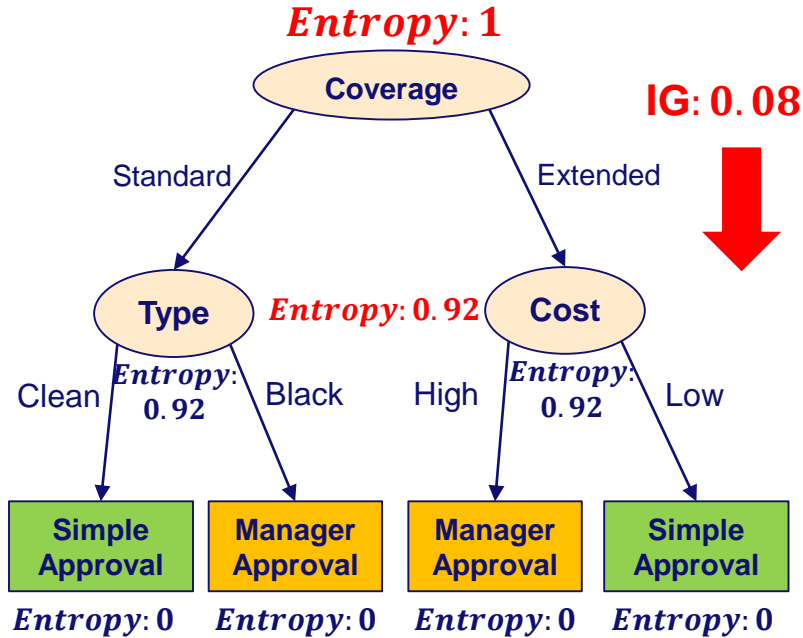 Entropy: 1
Coverage
IG: 0.08
Standard
Extended
Type
Entropy: 0.92
Cost
Clean
Entropy:
0.92
Black
High
Entropy:
0.92
Low
Simple
Approval
Manager
Approval
Manager
Approval
Simple
Approval
Entropy: 0
Entropy: 0
Entropy: 0
Entropy: 0